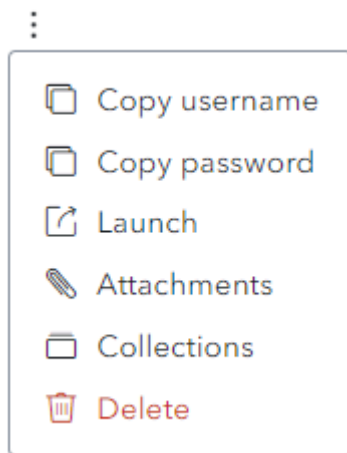 Copy username
Copy password
Launch
Attachments
Collections
Delete